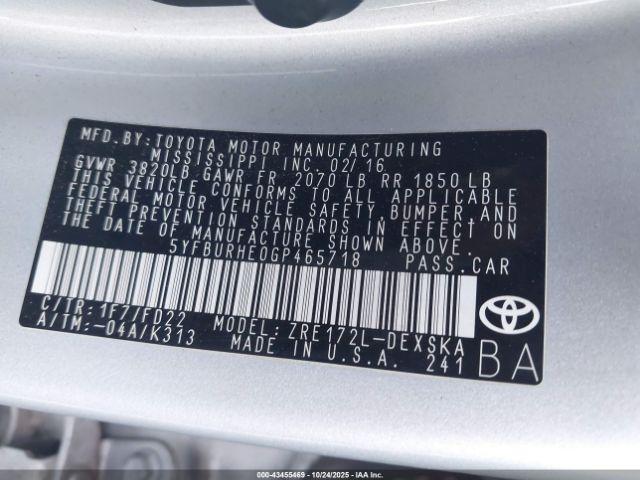 MFD. BY: TOYOTA MOTOR MANUFACTURING
MISSISSIPPI INC 02/16
GVWR 3820LB GAWR FR 2070 LB RR 1850 LB
THIS VEHICLE CONFORMS TO ALL APPLICABLE
FEDERAL MOTOR VEHICLE SAFETY, BUMPER, AND
THEFT PREVENTION STANDARDS IN EFFECT ON
THE DATE OF MANUFACTURE SHOWN ABOVE.
5YFBURHE0GP465718 PASS. CAR
C/TR: 1F7/FD22 MODEL: ZRE172L-DEXSKA
A/TM: -04A/K313 MADE IN U.S.A. 241
TOYOTA
BA
000-43455469 - 10/24/2025 - IAAI.COM